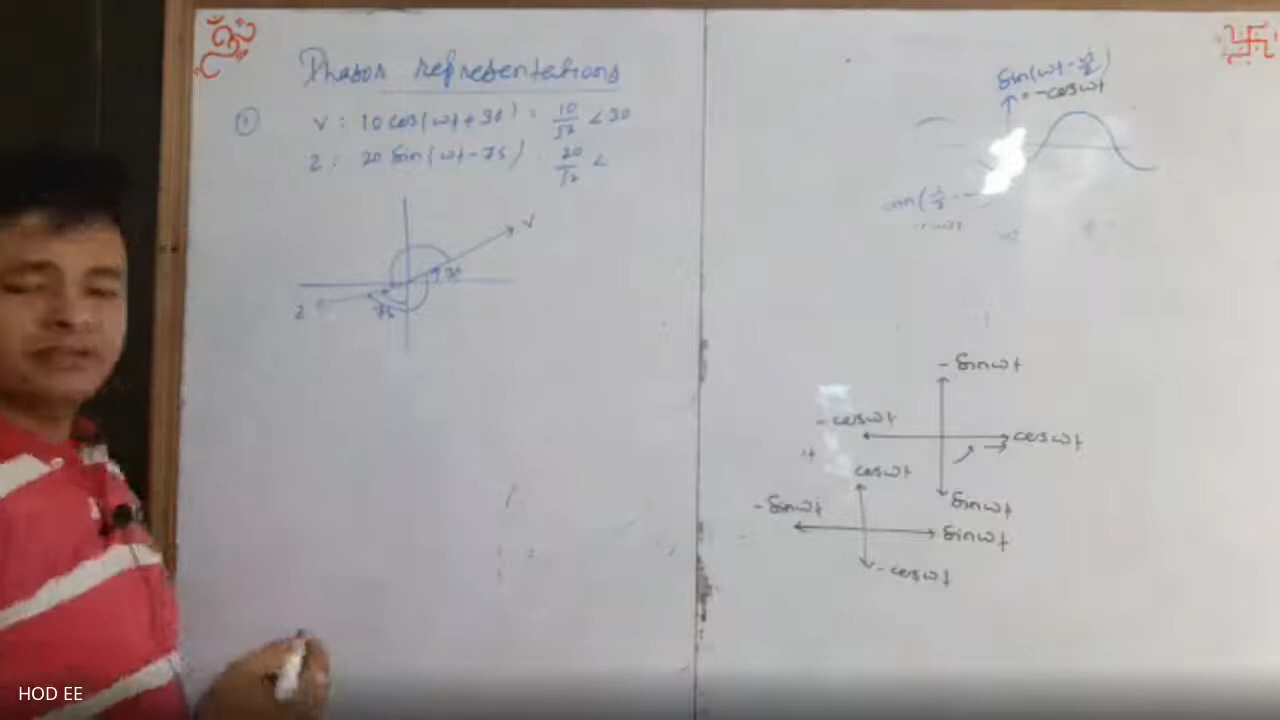 ॐ
Phasor representations
① V : 10 cos(ωt+30) = 10/√2 <30
I : 20 Sin(ωt-75) 20/√2 <
V
30
I
75
Sin(ωt-π/2)
= -cosωt
-Sinωt
-cosωt
cosωt
Sinωt
cosωt
-Sinωt
Sinωt
-cosωt
HOD EE